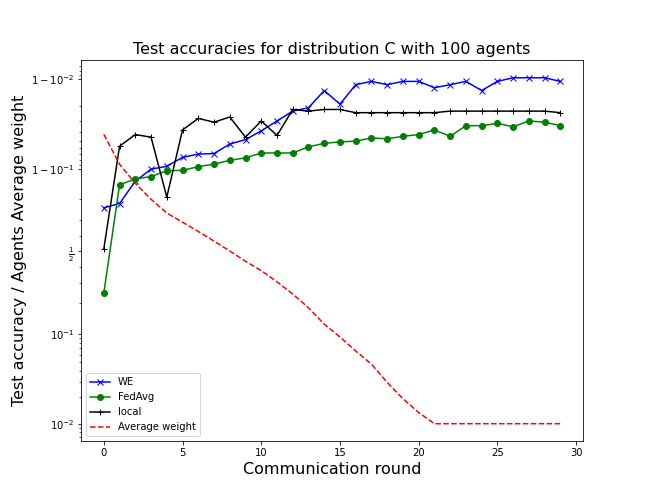 Test accuracies for distribution C with 100 agents
Test accuracy / Agents Average weight
1 − 10⁻²
1 − 10⁻¹
½
10⁻¹
10⁻²
WE
FedAvg
local
Average weight
0 5 10 15 20 25 30
Communication round